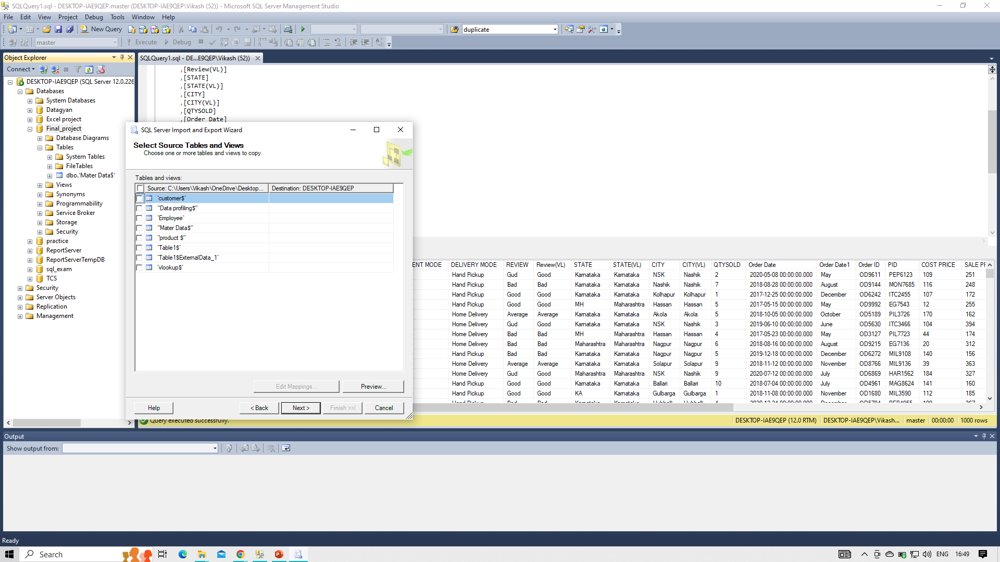 SQLQuery1.sql - DESKTOP-IAE9QEP.master (DESKTOP-IAE9QEP\Vikash (52)) - Microsoft SQL Server Management Studio
File Edit View Project Debug Tools Window Help
New Query duplicate
master Execute Debug
Object Explorer
Connect
DESKTOP-IAE9QEP (SQL Server 12.0.226
Databases
System Databases
Datagyan
Excel project
Final_project
Database Diagrams
Tables
System Tables
FileTables
dbo.'Mater Data$'
Views
Synonyms
Programmability
Service Broker
Storage
Security
practice
ReportServer
ReportServerTempDB
sql_exam
TCS
Security
Server Objects
Replication
Management
SQLQuery1.sql - DE...E9QEP\Vikash (52))
,[Review(VL)]
,[STATE]
,[STATE(VL)]
,[CITY]
,[CITY(VL)]
,[QTYSOLD]
,[Order Date]
SQL Server Import and Export Wizard
Select Source Tables and Views
Choose one or more tables and views to copy.
Tables and views:
Source: C:\Users\Vikash\OneDrive\Desktop... Destination: DESKTOP-IAE9QEP
`customer$`
`'Data profiling$'`
`Employee`
`'Mater Data$'`
`'product $'`
`Table1$`
`Table1$ExternalData_1`
`vlookup$`
Edit Mappings... Preview...
Help < Back Next > Finish >>| Cancel
ENT MODE DELIVERY MODE REVIEW Review(VL) STATE STATE(VL) CITY CITY(VL) QTYSOLD Order Date Order Date1 Order ID PID COST PRICE SALE PR
Hand Pickup Gud Good Karnataka Karnataka NSK Nashik 2 2020-05-08 00:00:00.000 May OD9611 PEP6123 109 251
Hand Pickup Bad Bad Karnataka Karnataka Nashik Nashik 7 2018-08-28 00:00:00.000 August OD9144 MON7685 116 248
Hand Pickup Good Good Karnataka Karnataka Kolhapur Kolhapur 1 2017-12-25 00:00:00.000 December OD6242 ITC2455 107 172
Hand Pickup Good Good MH Maharashtra Hassan Hassan 5 2017-05-15 00:00:00.000 May OD9992 EG7543 12 255
Home Delivery Average Average Karnataka Karnataka Akola Akola 5 2018-10-05 00:00:00.000 October OD5189 PIL3726 170 162
Home Delivery Gud Good Karnataka Karnataka NSK Nashik 3 2019-06-10 00:00:00.000 June OD5630 ITC3466 104 394
Home Delivery Bad Bad MH Maharashtra Hassan Hassan 4 2017-05-23 00:00:00.000 May OD3127 PIL7723 44 174
Home Delivery Bad Bad Maharashtra Maharashtra Nagpur Nagpur 6 2018-08-16 00:00:00.000 August OD9215 EG7136 20 312
Hand Pickup Bad Bad Karnataka Karnataka Nagpur Nagpur 5 2019-12-18 00:00:00.000 December OD6272 MIL9108 140 156
Home Delivery Average Average Karnataka Karnataka Solapur Solapur 9 2018-11-12 00:00:00.000 November OD8766 MIL9136 39 363
Home Delivery Gud Good Maharashtra Maharashtra NSK Nashik 9 2020-07-12 00:00:00.000 July OD6869 HAR1562 184 327
Hand Pickup Good Good Karnataka Karnataka Ballari Ballari 10 2018-07-04 00:00:00.000 July OD4961 MAG8624 141 160
Hand Pickup Good Good KA Karnataka Gulbarga Gulbarga 1 2018-11-08 00:00:00.000 November OD1680 MIL3590 112 185
Query executed successfully. DESKTOP-IAE9QEP (12.0 RTM) DESKTOP-IAE9QEP\Vikash... master 00:00:00 1000 rows
Output
Show output from:
Ready
Search ENG 16:49